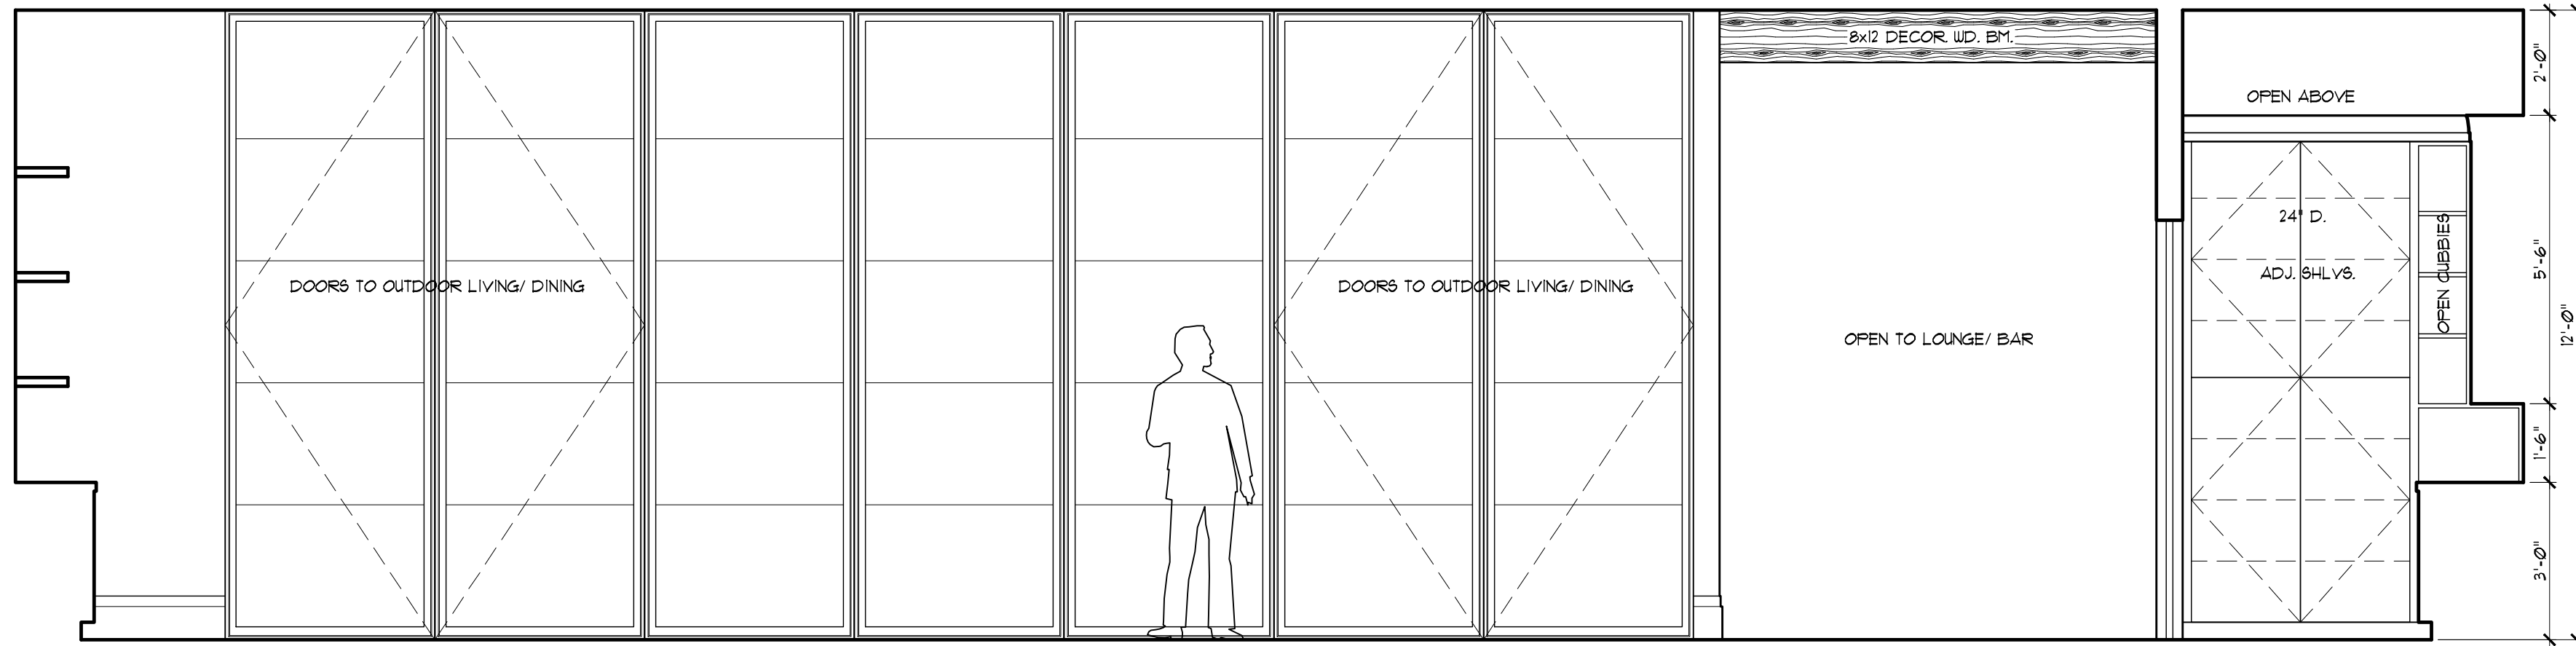 8x12 DECOR. WD. BM.
OPEN ABOVE
2'-0"
24" D.
ADJ. SHLVS.
OPEN CUBBIES
5'-6"
12'-0"
DOORS TO OUTDOOR LIVING/ DINING
DOORS TO OUTDOOR LIVING/ DINING
OPEN TO LOUNGE/ BAR
1'-6"
3'-0"